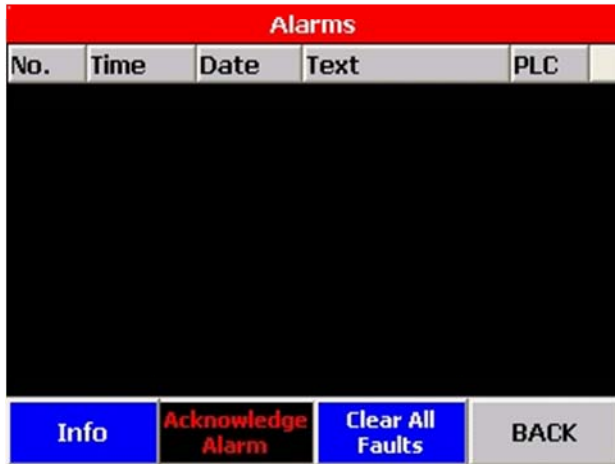 Alarms
No. Time Date Text PLC
Info
Acknowledge
Alarm
Clear All
Faults
BACK